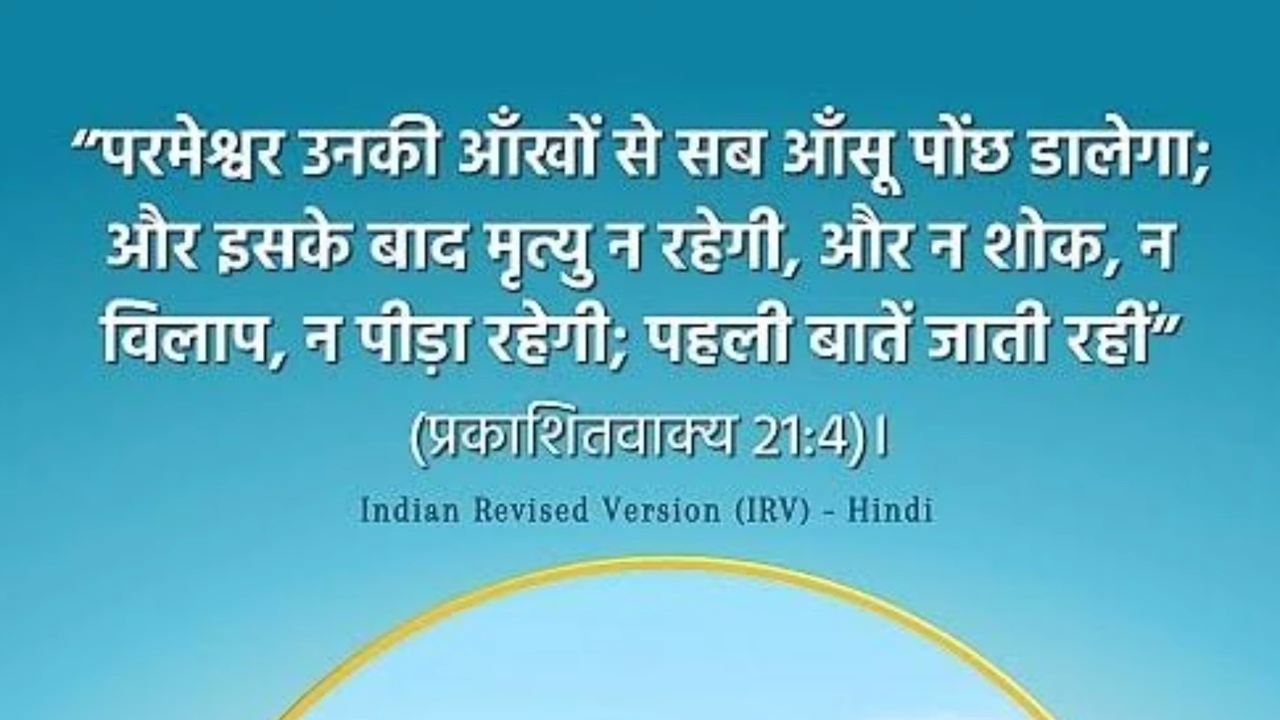 “परमेश्वर उनकी आँखों से सब आँसू पोंछ डालेगा;
और इसके बाद मृत्यु न रहेगी, और न शोक, न
विलाप, न पीड़ा रहेगी; पहली बातें जाती रहीं”
(प्रकाशितवाक्य 21:4)।
Indian Revised Version (IRV) - Hindi